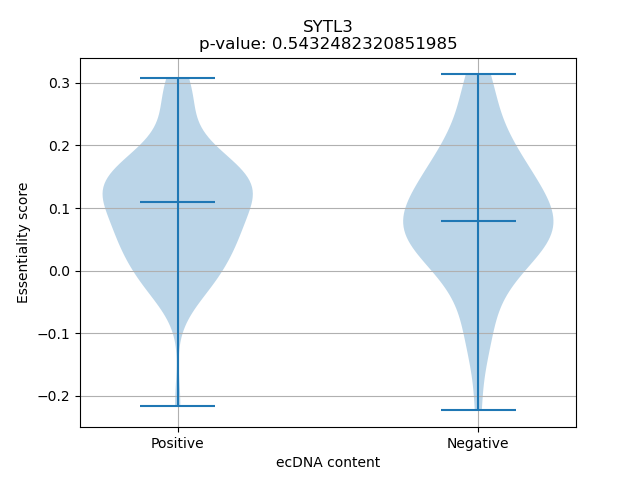 SYTL3
p-value: 0.5432482320851985
0.3
0.2
0.1
0.0
−0.1
−0.2
Essentiality score
Positive
Negative
ecDNA content